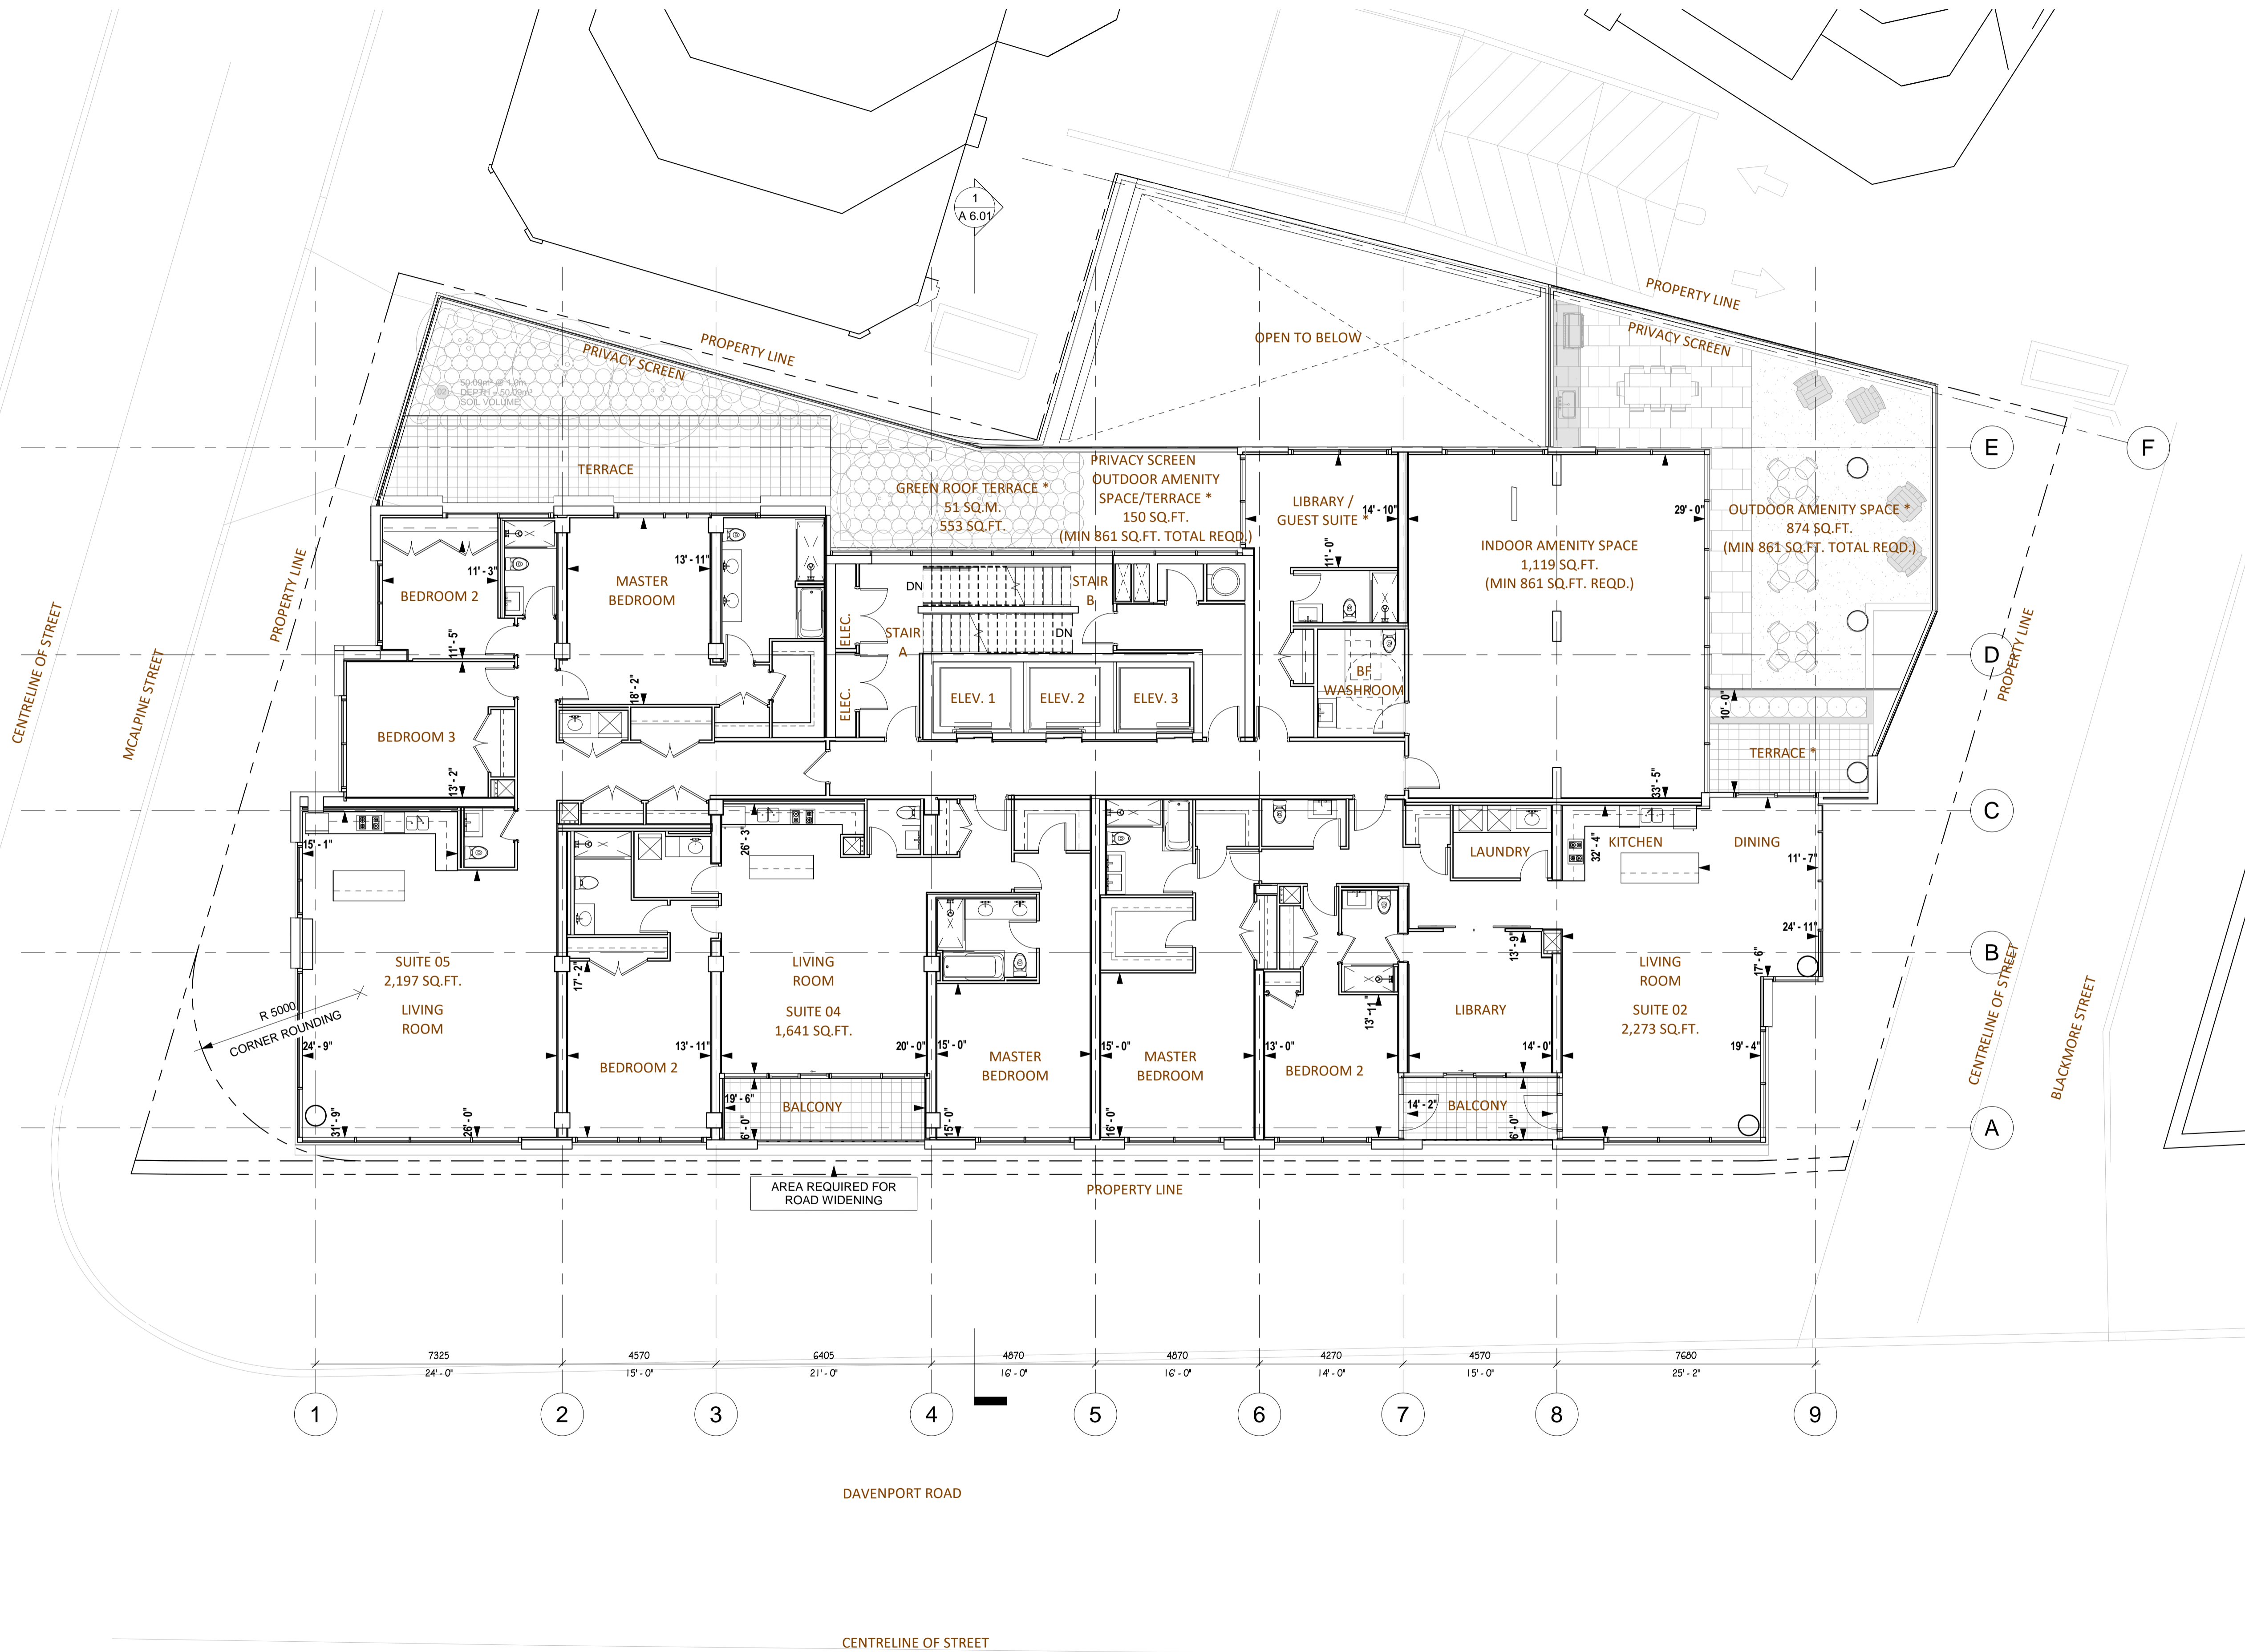 1
A 6.01
PROPERTY LINE
PRIVACY SCREEN
OPEN TO BELOW
PROPERTY LINE
PRIVACY SCREEN
50.09m² @ 1.0m
DEPTH = 50.09m³
SOIL VOLUME
(02)
E
F
TERRACE
GREEN ROOF TERRACE *
51 SQ.M.
553 SQ.FT.
PRIVACY SCREEN
OUTDOOR AMENITY
SPACE/TERRACE *
150 SQ.FT.
(MIN 861 SQ.FT. TOTAL REQD.)
LIBRARY /
GUEST SUITE *
14' - 10"
11' - 0"
29' - 0"
INDOOR AMENITY SPACE
1,119 SQ.FT.
(MIN 861 SQ.FT. REQD.)
OUTDOOR AMENITY SPACE *
874 SQ.FT.
(MIN 861 SQ.FT. TOTAL REQD.)
PROPERTY LINE
CENTRELINE OF STREET
MCALPINE STREET
11' - 3"
BEDROOM 2
11' - 5"
MASTER
BEDROOM
13' - 11"
18' - 2"
ELEC.
ELEC.
DN
STAIR
B
STAIR
A
DN
ELEV. 1
ELEV. 2
ELEV. 3
BF
WASHROOM
D
PROPERTY LINE
10' - 0"
TERRACE *
33' - 5"
BEDROOM 3
13' - 2"
C
15' - 1"
26' - 3"
LAUNDRY
32' - 4"
KITCHEN
DINING
11' - 7"
24' - 11"
B
SUITE 05
2,197 SQ.FT.
LIVING
ROOM
17' - 2"
LIVING
ROOM
SUITE 04
1,641 SQ.FT.
13' - 9"
LIBRARY
LIVING
ROOM
SUITE 02
2,273 SQ.FT.
17' - 6"
R 5000
CORNER ROUNDING
24' - 9"
13' - 11"
BEDROOM 2
20' - 0"
15' - 0"
MASTER
BEDROOM
15' - 0"
MASTER
BEDROOM
13' - 0"
BEDROOM 2
13' - 11"
14' - 0"
19' - 4"
CENTRELINE OF STREET
BLACKMORE STREET
31' - 9"
26' - 0"
19' - 6"
BALCONY
6' - 0"
15' - 0"
16' - 0"
14' - 2"
BALCONY
6' - 0"
A
AREA REQUIRED FOR
ROAD WIDENING
PROPERTY LINE
7325
4570
6405
4870
4870
4270
4570
7680
24' - 0"
15' - 0"
21' - 0"
16' - 0"
16' - 0"
14' - 0"
15' - 0"
25' - 2"
1
2
3
4
5
6
7
8
9
DAVENPORT ROAD
CENTRELINE OF STREET